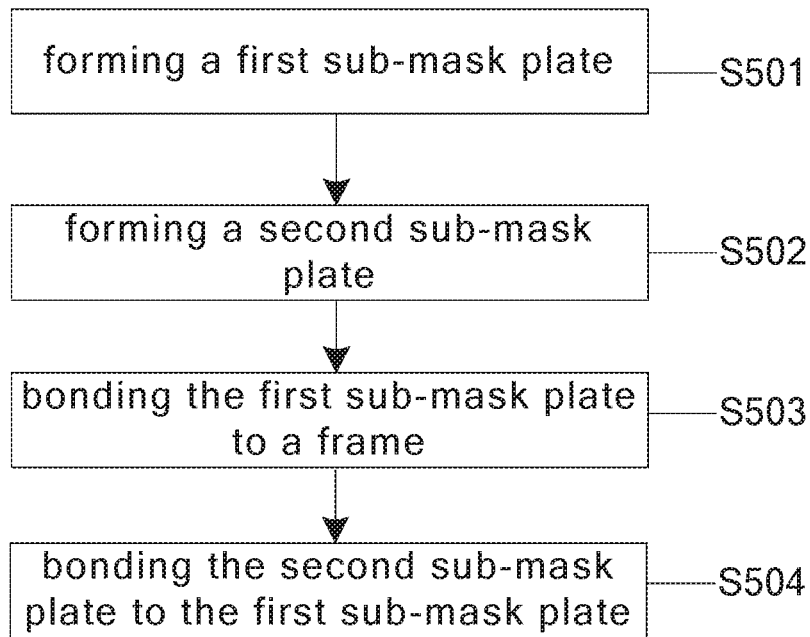 forming a first sub-mask plate
S501
forming a second sub-mask
plate
S502
bonding the first sub-mask plate
to a frame
S503
bonding the second sub-mask
plate to the first sub-mask plate
S504